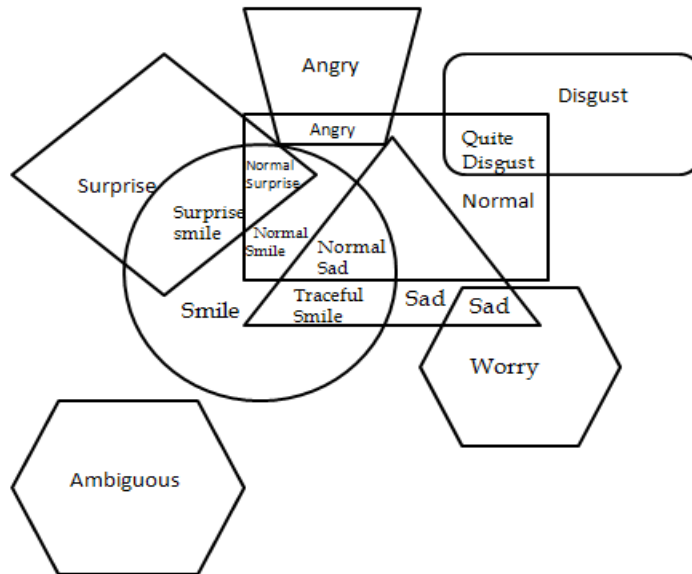 Angry
Disgust
Angry
Quite
Disgust
Normal
Surprise
Surprise
Normal
Surprise
smile
Normal
Smile
Normal
Sad
Traceful
Smile
Sad
Sad
Smile
Worry
Ambiguous